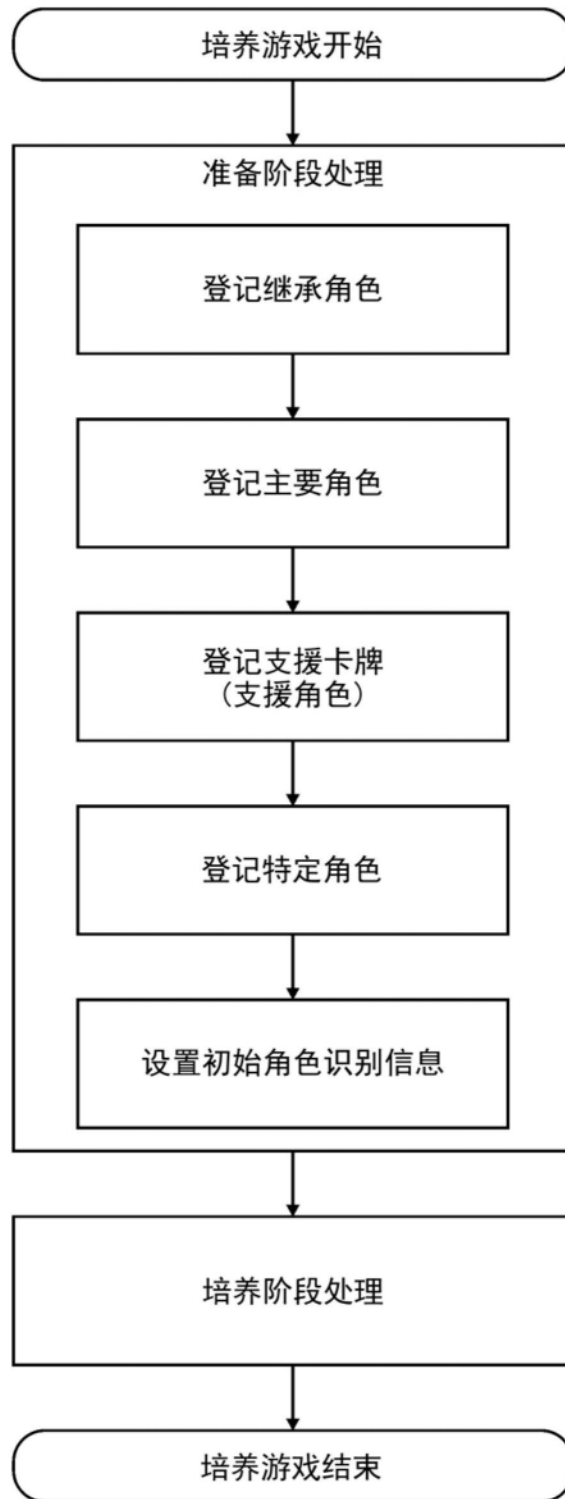 培养游戏开始
准备阶段处理
登记继承角色
登记主要角色
登记支援卡牌
(支援角色)
登记特定角色
设置初始角色识别信息
培养阶段处理
培养游戏结束